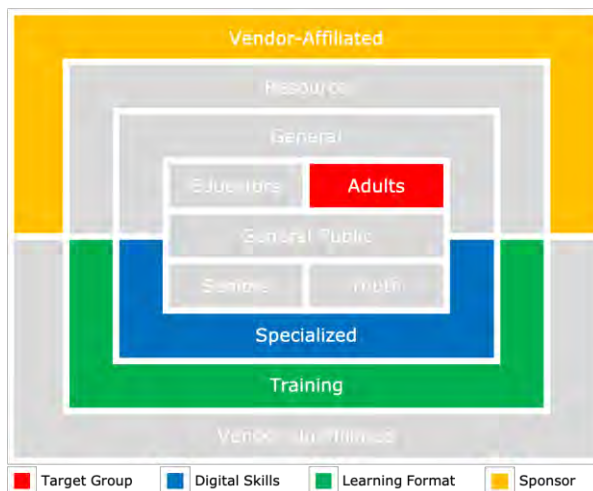 Vendor-Affiliated
Resource
General
Educators
Adults
General Public
Seniors
Youth
Specialized
Training
Target Group
Digital Skills
Learning Format
Sponsor